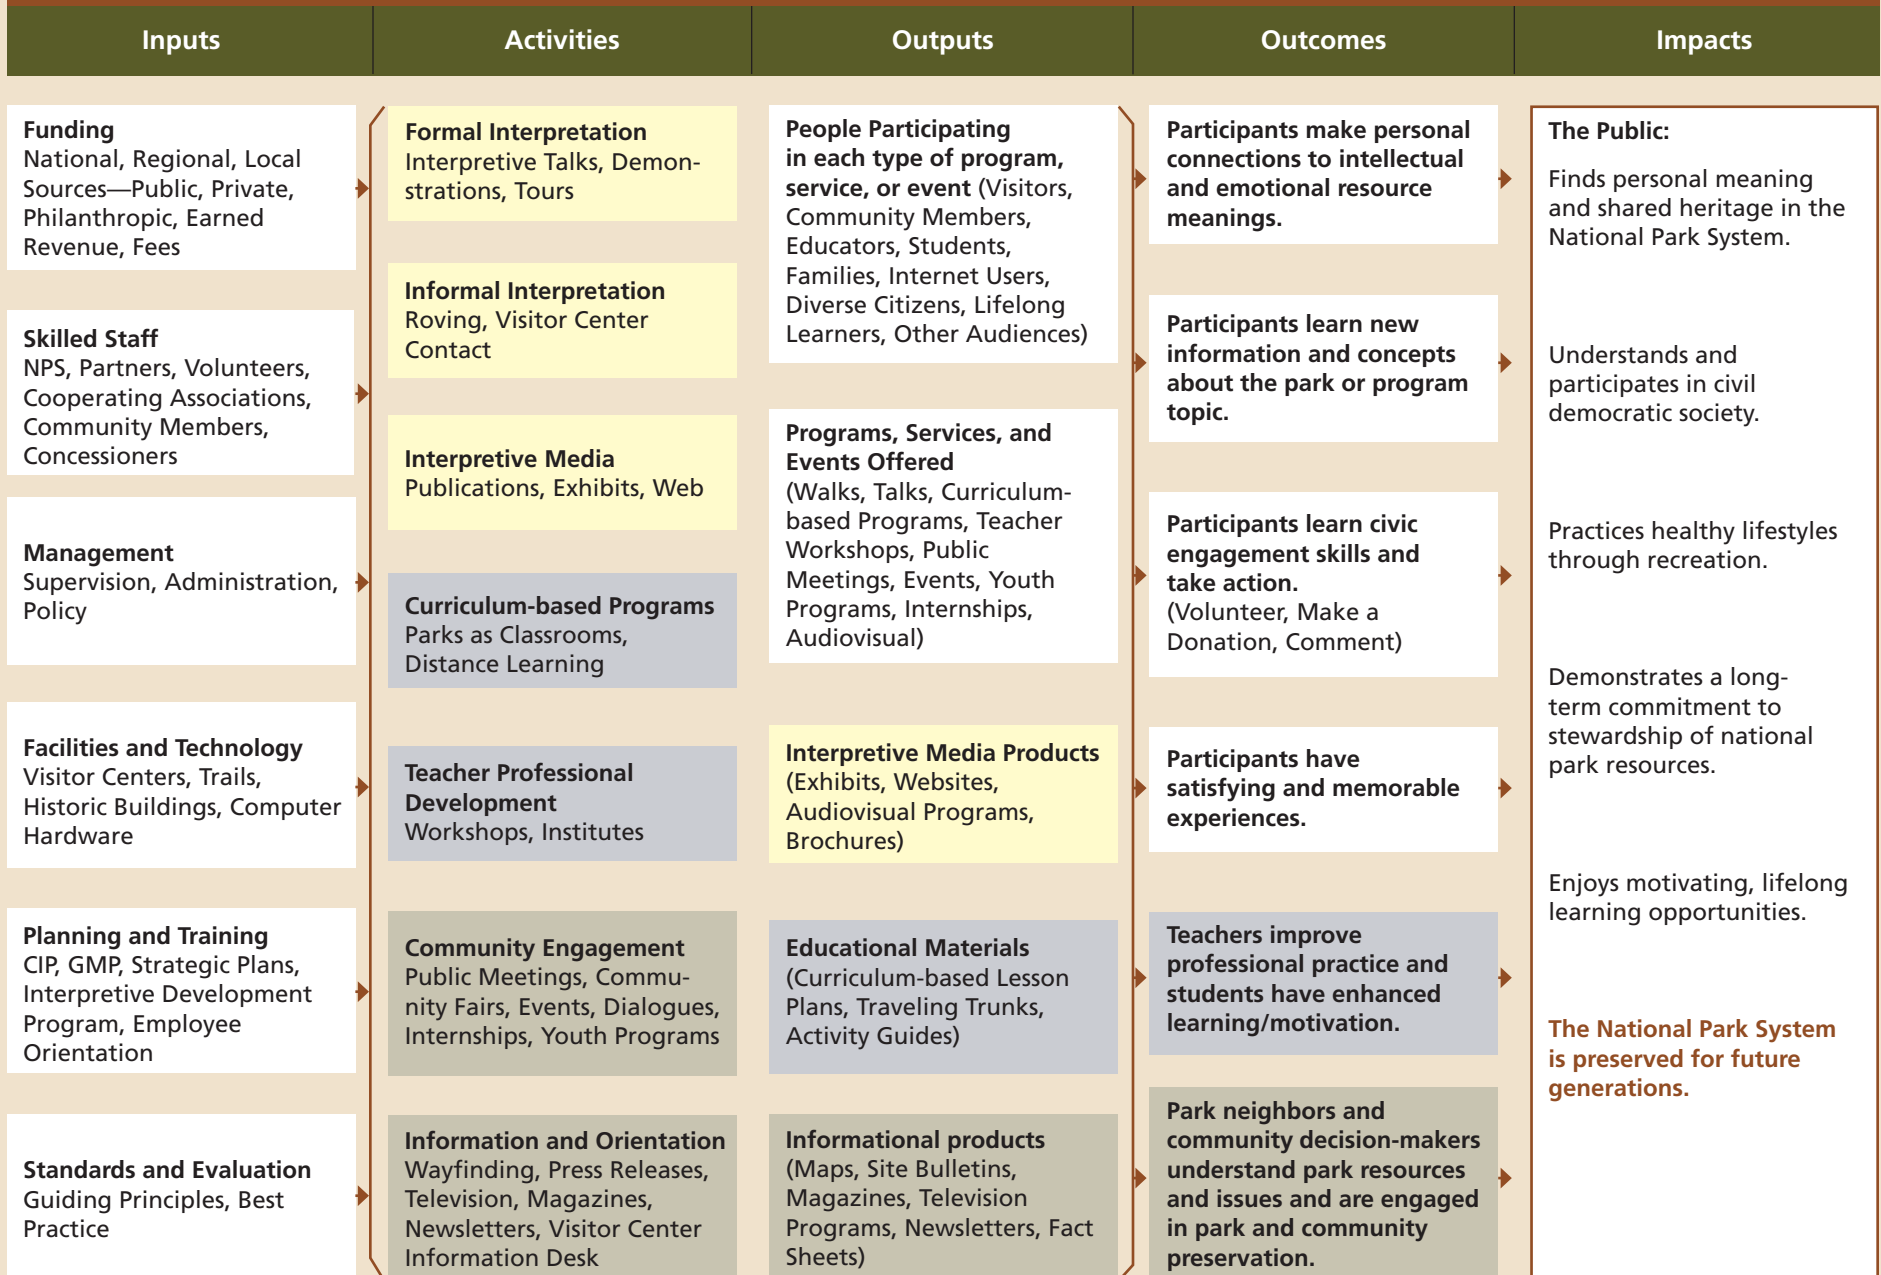 Inputs
Activities
Outputs
Outcomes
Impacts
Funding
National, Regional, Local
Sources—Public, Private,
Philanthropic, Earned
Revenue, Fees
Skilled Staff
NPS, Partners, Volunteers,
Cooperating Associations,
Community Members,
Concessioners
Management
Supervision, Administration,
Policy
Facilities and Technology
Visitor Centers, Trails,
Historic Buildings, Computer
Hardware
Planning and Training
CIP, GMP, Strategic Plans,
Interpretive Development
Program, Employee
Orientation
Standards and Evaluation
Guiding Principles, Best
Practice
Formal Interpretation
Interpretive Talks, Demon-
strations, Tours
Informal Interpretation
Roving, Visitor Center
Contact
Interpretive Media
Publications, Exhibits, Web
Curriculum-based Programs
Parks as Classrooms,
Distance Learning
Teacher Professional
Development
Workshops, Institutes
Community Engagement
Public Meetings, Commu-
nity Fairs, Events, Dialogues,
Internships, Youth Programs
Information and Orientation
Wayfinding, Press Releases,
Television, Magazines,
Newsletters, Visitor Center
Information Desk
People Participating
in each type of program,
service, or event (Visitors,
Community Members,
Educators, Students,
Families, Internet Users,
Diverse Citizens, Lifelong
Learners, Other Audiences)
Programs, Services, and
Events Offered
(Walks, Talks, Curriculum-
based Programs, Teacher
Workshops, Public
Meetings, Events, Youth
Programs, Internships,
Audiovisual)
Interpretive Media Products
(Exhibits, Websites,
Audiovisual Programs,
Brochures)
Educational Materials
(Curriculum-based Lesson
Plans, Traveling Trunks,
Activity Guides)
Informational products
(Maps, Site Bulletins,
Magazines, Television
Programs, Newsletters, Fact
Sheets)
Participants make personal
connections to intellectual
and emotional resource
meanings.
Participants learn new
information and concepts
about the park or program
topic.
Participants learn civic
engagement skills and
take action.
(Volunteer, Make a
Donation, Comment)
Participants have
satisfying and memorable
experiences.
Teachers improve
professional practice and
students have enhanced
learning/motivation.
Park neighbors and
community decision-makers
understand park resources
and issues and are engaged
in park and community
preservation.
The Public:
Finds personal meaning
and shared heritage in the
National Park System.
Understands and
participates in civil
democratic society.
Practices healthy lifestyles
through recreation.
Demonstrates a long-
term commitment to
stewardship of national
park resources.
Enjoys motivating, lifelong
learning opportunities.
The National Park System
is preserved for future
generations.